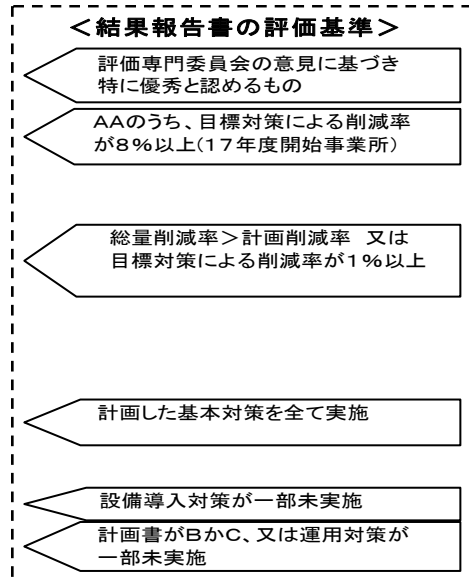 ＜結果報告書の評価基準＞
評価専門委員会の意見に基づき
特に優秀と認めるもの
AAのうち、目標対策による削減率
が8％以上(17年度開始事業所)
総量削減率＞計画削減率 又は
目標対策による削減率が1％以上
計画した基本対策を全て実施
設備導入対策が一部未実施
計画書がBかC、又は運用対策が
一部未実施